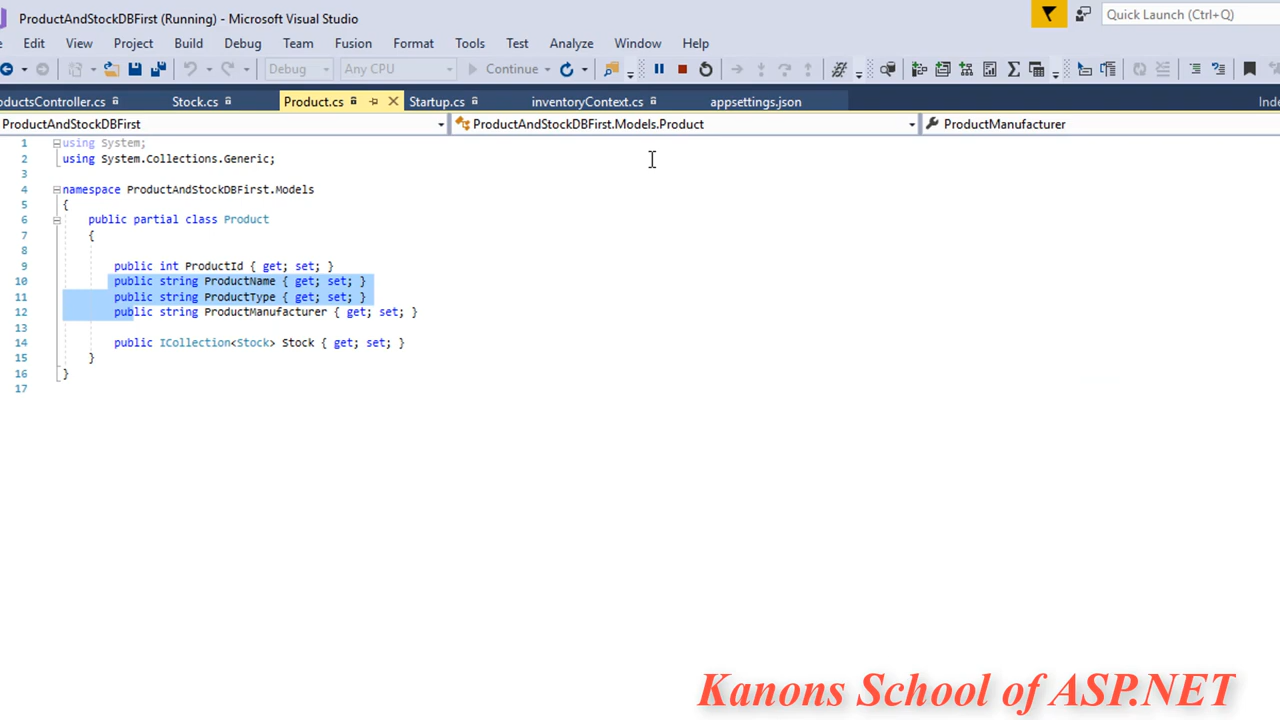 ProductAndStockDBFirst (Running) - Microsoft Visual Studio
Quick Launch (Ctrl+Q)
Edit View Project Build Debug Team Fusion Format Tools Test Analyze Window Help
Debug Any CPU Continue
oductsController.cs Stock.cs Product.cs Startup.cs inventoryContext.cs appsettings.json Inde
ProductAndStockDBFirst ProductAndStockDBFirst.Models.Product ProductManufacturer
1 using System;
2 using System.Collections.Generic;
3
4 namespace ProductAndStockDBFirst.Models
5 {
6 public partial class Product
7 {
8
9 public int ProductId { get; set; }
10 public string ProductName { get; set; }
11 public string ProductType { get; set; }
12 public string ProductManufacturer { get; set; }
13
14 public ICollection<Stock> Stock { get; set; }
15 }
16 }
17
Kanons School of ASP.NET